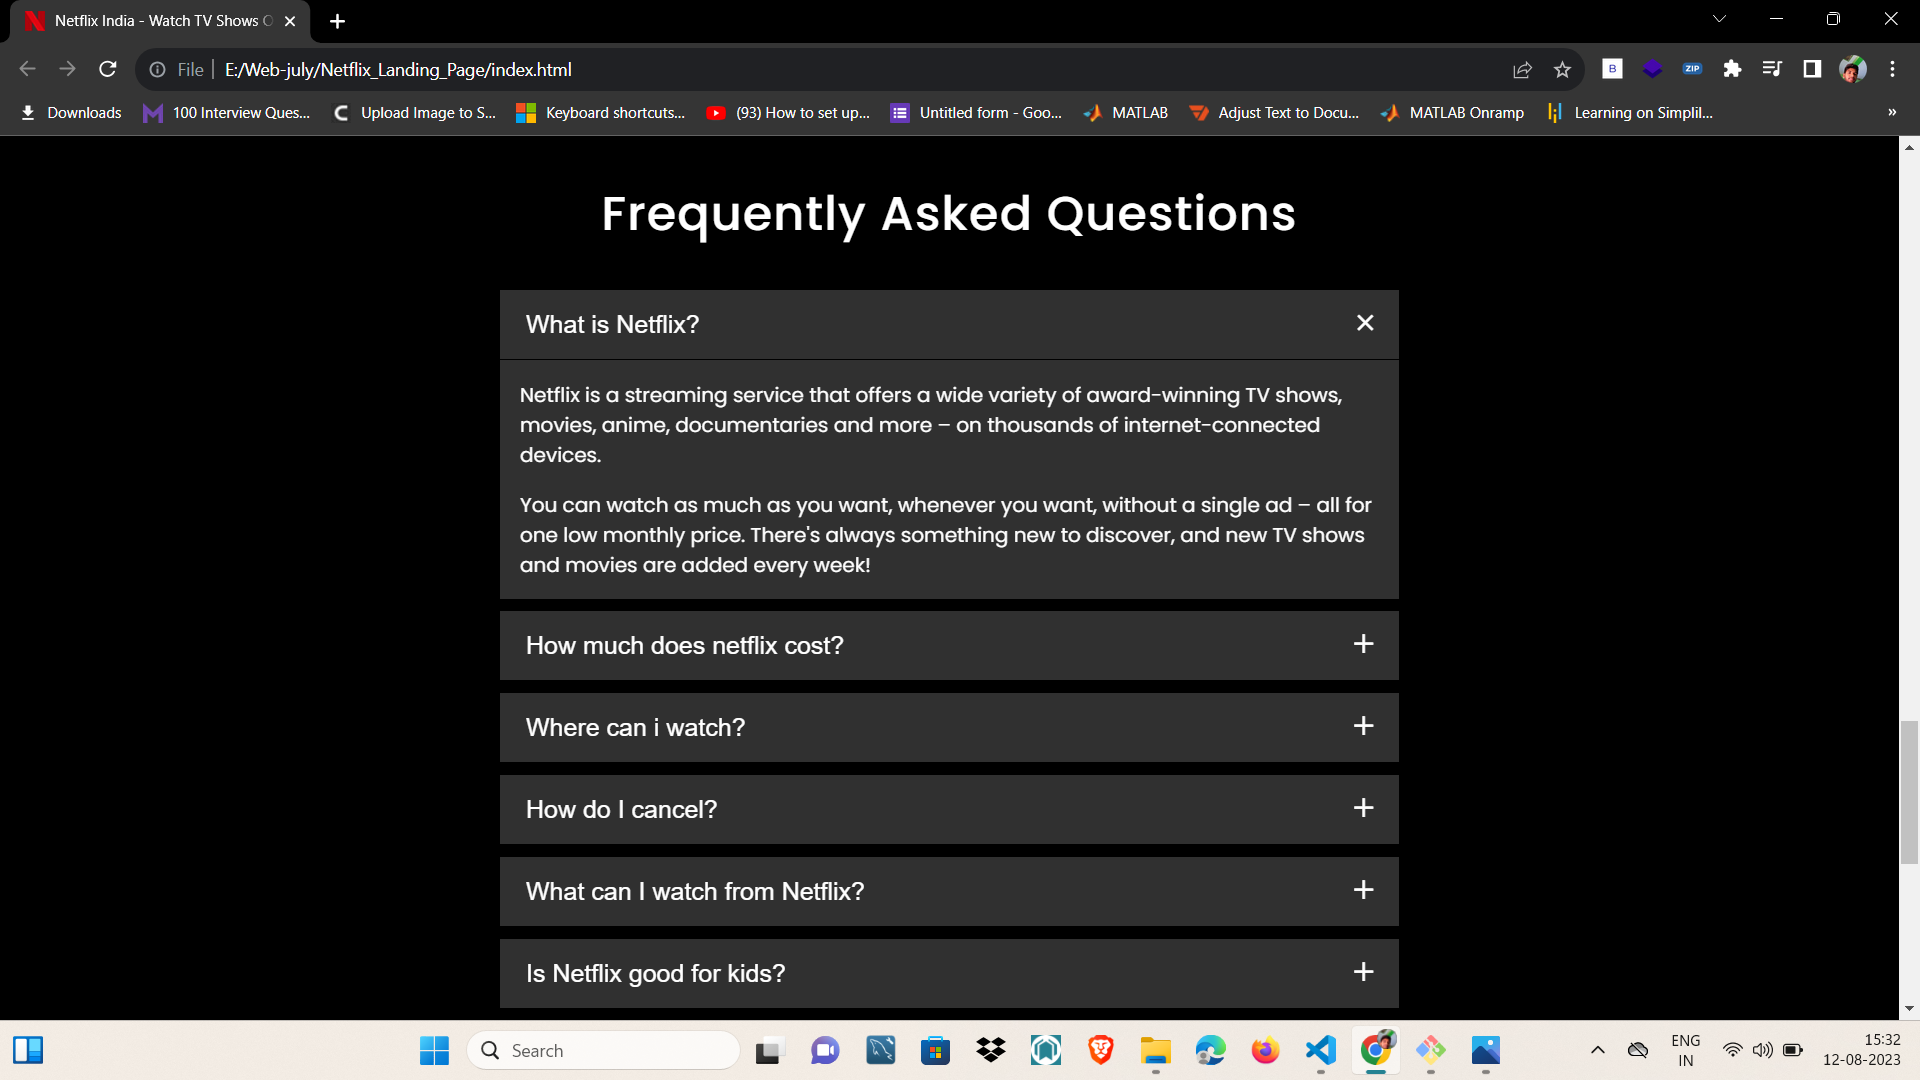 Netflix India - Watch TV Shows O
File
E:/Web-july/Netflix_Landing_Page/index.html
B
ZIP
Downloads
100 Interview Ques...
Upload Image to S...
Keyboard shortcuts...
(93) How to set up...
Untitled form - Goo...
MATLAB
Adjust Text to Docu...
MATLAB Onramp
Learning on Simplil...
»
Frequently Asked Questions
What is Netflix?
Netflix is a streaming service that offers a wide variety of award-winning TV shows,
movies, anime, documentaries and more – on thousands of internet-connected
devices.
You can watch as much as you want, whenever you want, without a single ad – all for
one low monthly price. There's always something new to discover, and new TV shows
and movies are added every week!
How much does netflix cost?
Where can i watch?
How do I cancel?
What can I watch from Netflix?
Is Netflix good for kids?
Search
ENG
IN
15:32
12-08-2023